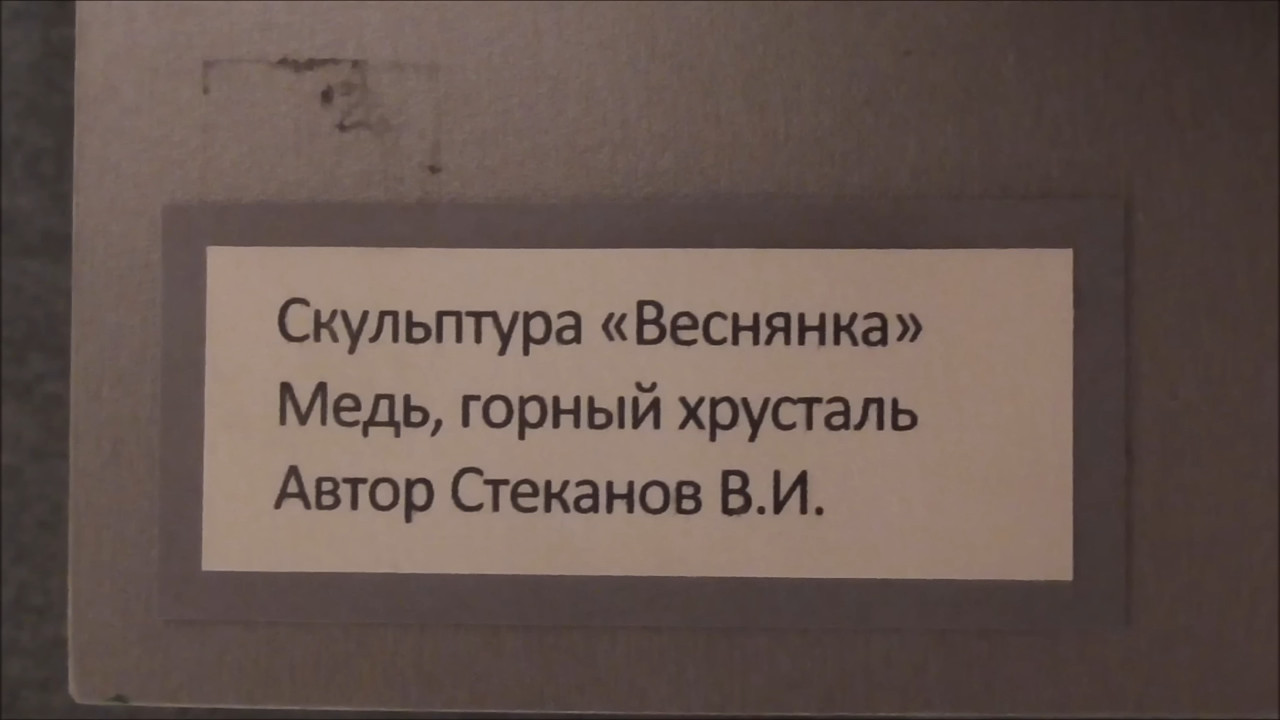 Скульптура «Веснянка»
Медь, горный хрусталь
Автор Стеканов В.И.